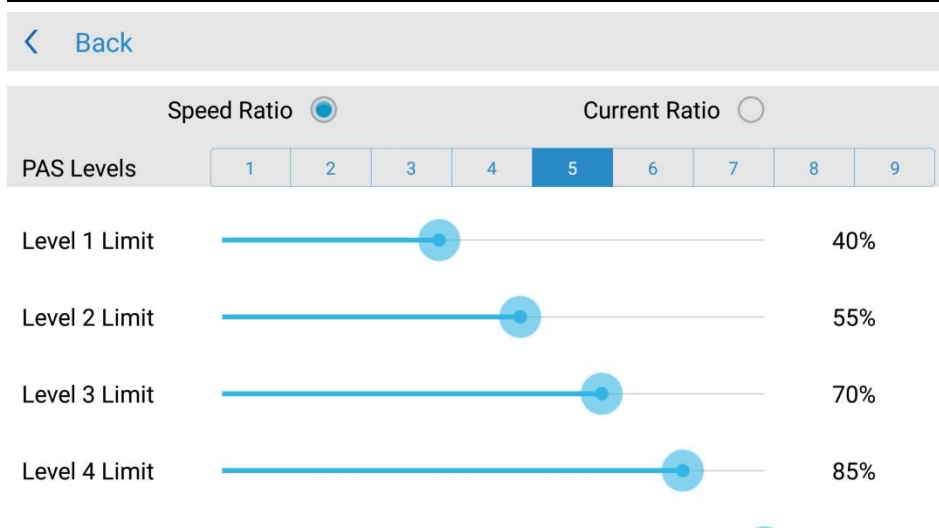 Back
Speed Ratio Current Ratio
PAS Levels 1 2 3 4 5 6 7 8 9
Level 1 Limit 40%
Level 2 Limit 55%
Level 3 Limit 70%
Level 4 Limit 85%